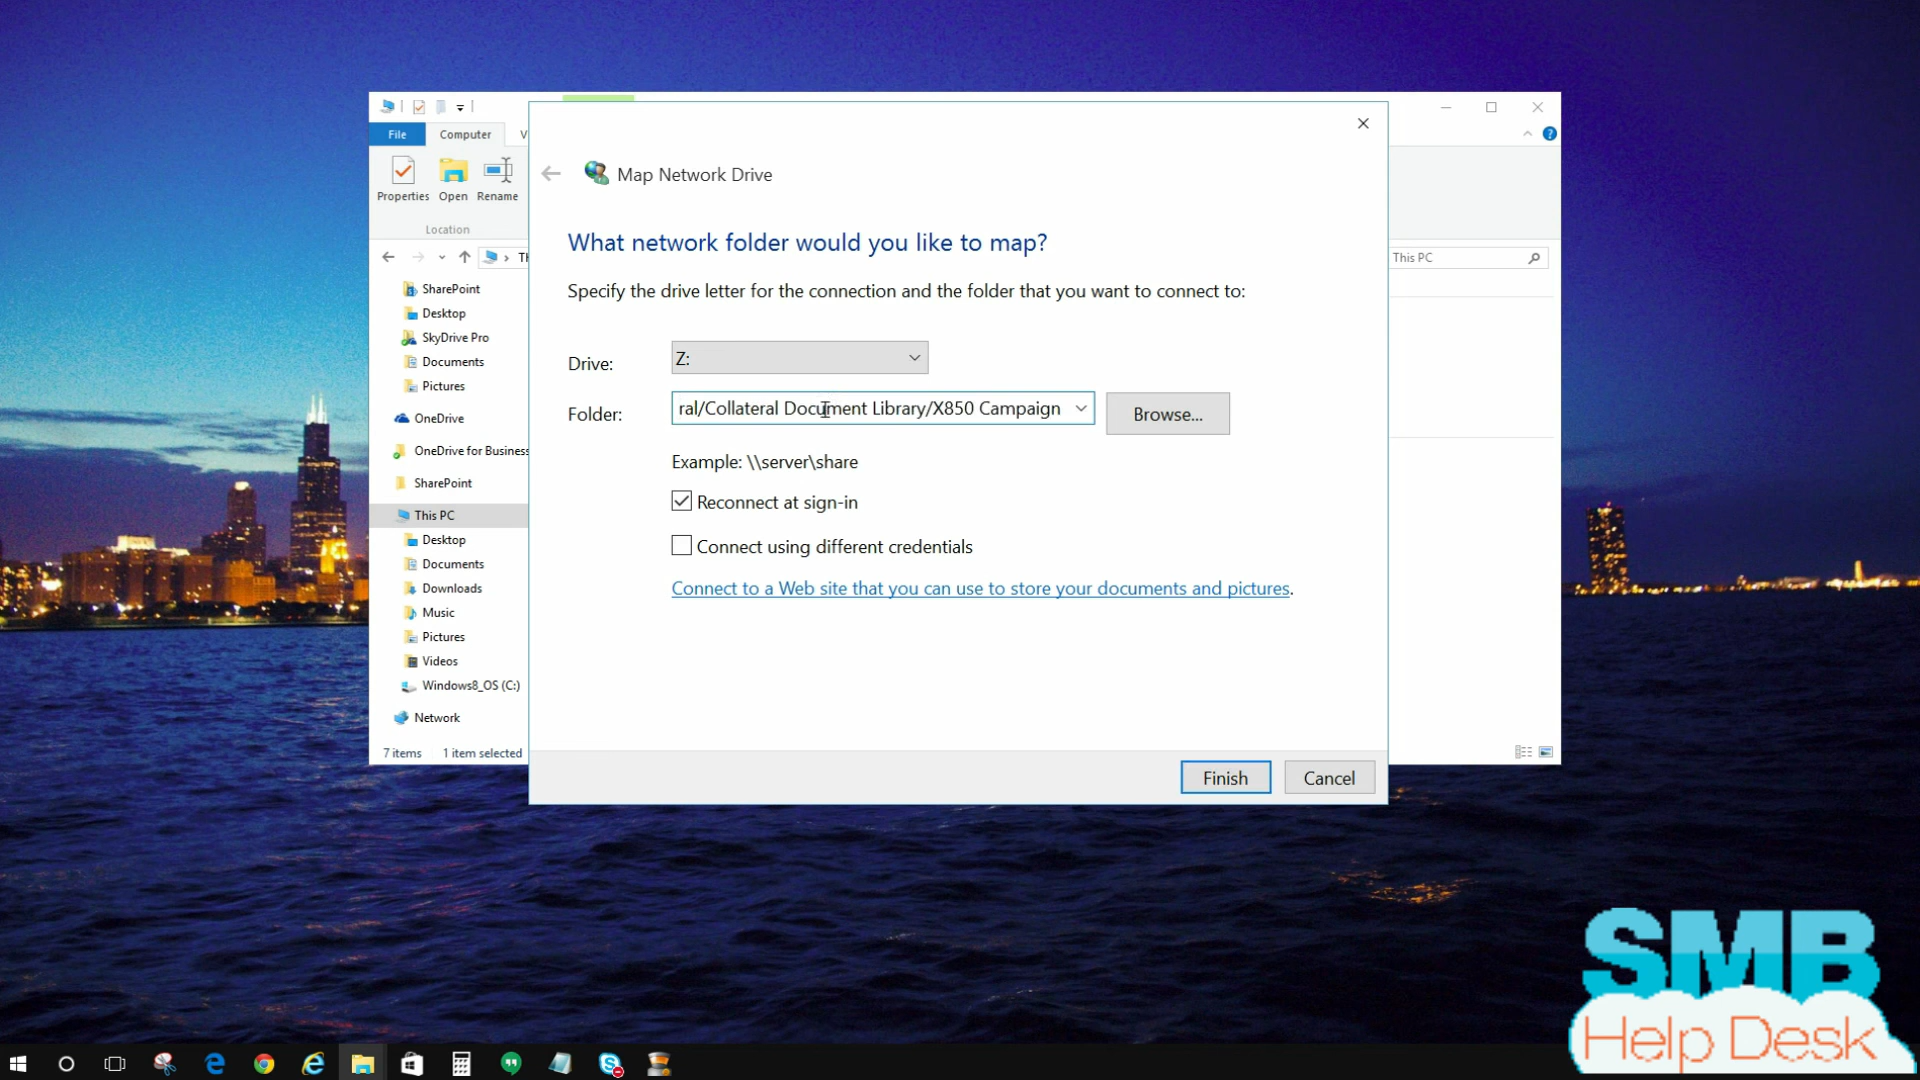 File
Computer
V
Properties
Open
Rename
Location
TH
This PC
SharePoint
Desktop
SkyDrive Pro
Documents
Pictures
OneDrive
OneDrive for Business
SharePoint
This PC
Desktop
Documents
Downloads
Music
Pictures
Videos
Windows8_OS (C:)
Network
7 items 1 item selected
Map Network Drive
What network folder would you like to map?
Specify the drive letter for the connection and the folder that you want to connect to:
Drive: Z:
Folder: ral/Collateral Document Library/X850 Campaign Browse...
Example: \\server\share
Reconnect at sign-in
Connect using different credentials
Connect to a Web site that you can use to store your documents and pictures.
Finish Cancel
SMB
Help Desk